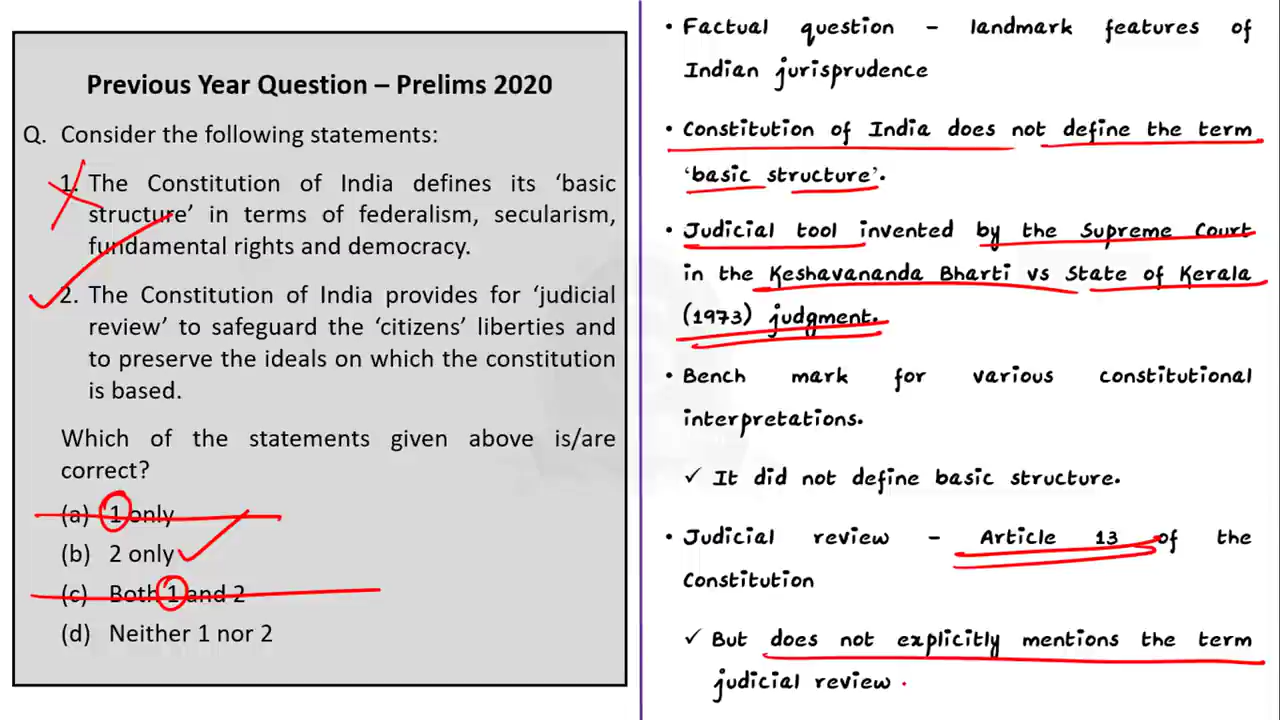 Previous Year Question – Prelims 2020
Q. Consider the following statements:
1. The Constitution of India defines its ‘basic
structure’ in terms of federalism, secularism,
fundamental rights and democracy.
2. The Constitution of India provides for ‘judicial
review’ to safeguard the ‘citizens’ liberties and
to preserve the ideals on which the constitution
is based.
Which of the statements given above is/are
correct?
(a) 1 only
(b) 2 only
(c) Both 1 and 2
(d) Neither 1 nor 2
• Factual question – landmark features of
Indian jurisprudence
• Constitution of India does not define the term
‘basic structure’.
• Judicial tool invented by the Supreme Court
in the Keshavananda Bharti vs State of Kerala
(1973) judgment.
• Bench mark for various constitutional
interpretations.
✓ It did not define basic structure.
• Judicial review – Article 13 of the
Constitution
✓ But does not explicitly mentions the term
judicial review